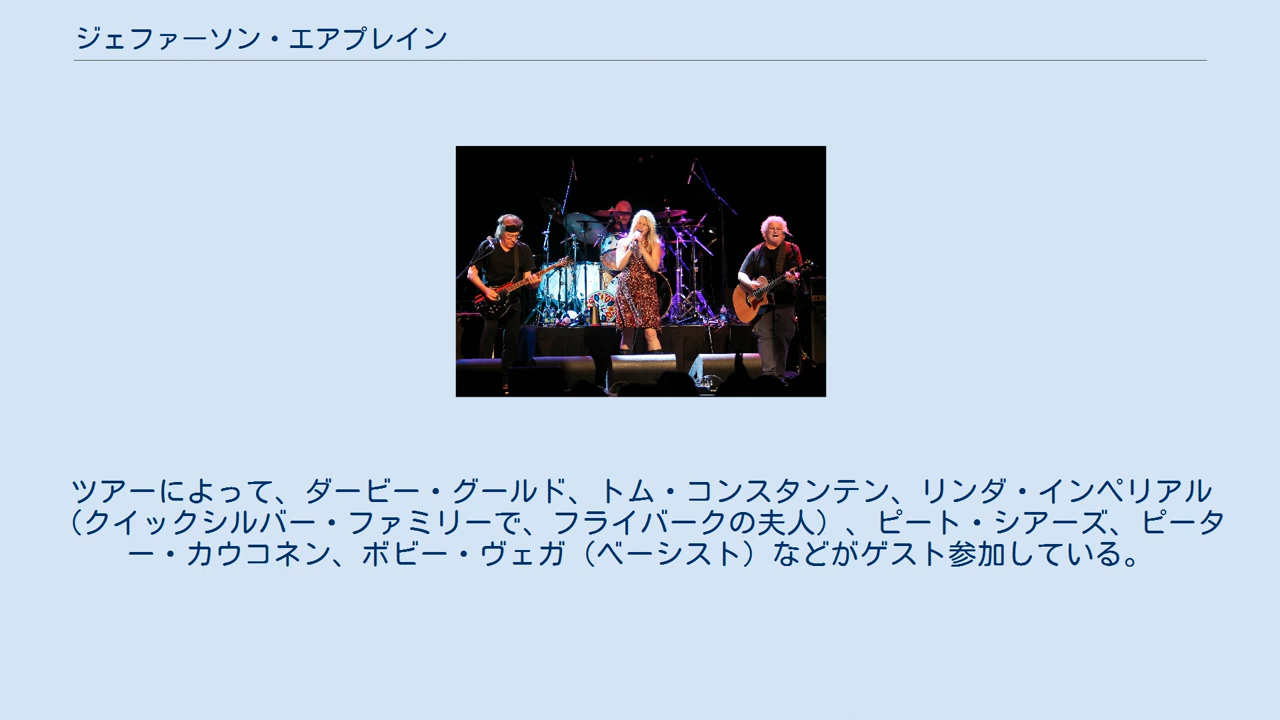 ジェファーソン・エアプレイン
ツアーによって、ダービー・グールド、トム・コンスタンテン、リンダ・インペリアル
（クイックシルバー・ファミリーで、フライバークの夫人）、ピート・シアーズ、ピータ
ー・カウコネン、ボビー・ヴェガ（ベーシスト）などがゲスト参加している。